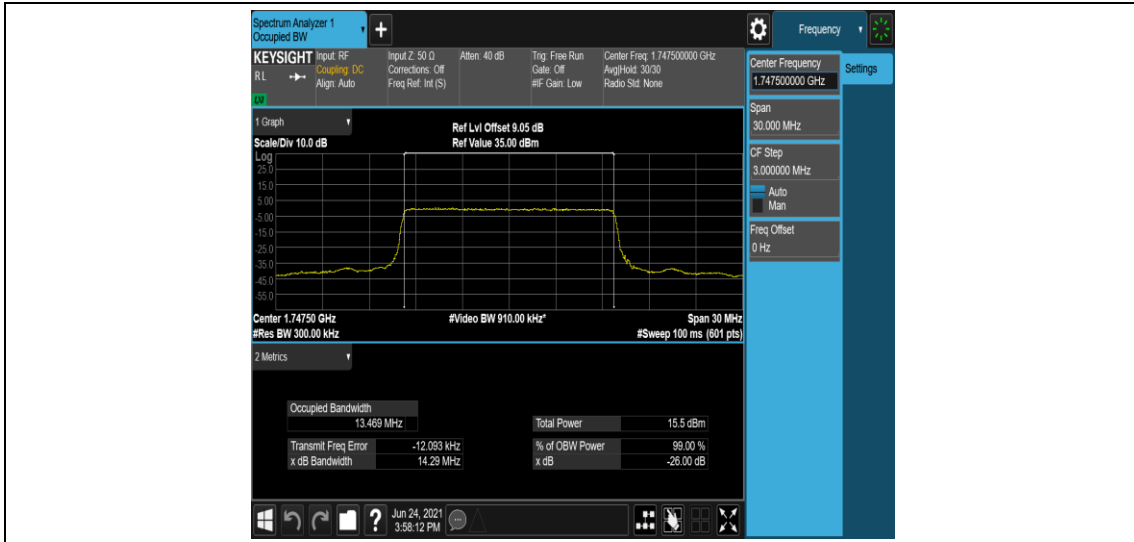 Spectrum Analyzer 1
Occupied BW
+
Frequency
KEYSIGHT
Input: RF
Coupling: DC
Align: Auto
Input Z: 50 Ω
Corrections: Off
Freq Ref: Int (S)
Atten: 40 dB
Trig: Free Run
Gate: Off
#IF Gain: Low
Center Freq: 1.747500000 GHz
Avg|Hold: 30/30
Radio Std: None
RL
Center Frequency
1.747500000 GHz
Settings
Span
30.000 MHz
CF Step
3.000000 MHz
Auto
Man
Freq Offset
0 Hz
1 Graph
Scale/Div 10.0 dB
Ref Lvl Offset 9.05 dB
Ref Value 35.00 dBm
Log
25.0
15.0
5.00
-5.00
-15.0
-25.0
-35.0
-45.0
-55.0
Center 1.74750 GHz
#Video BW 910.00 kHz*
Span 30 MHz
#Res BW 300.00 kHz
#Sweep 100 ms (601 pts)
2 Metrics
Occupied Bandwidth
13.469 MHz
Total Power 15.5 dBm
Transmit Freq Error -12.093 kHz
% of OBW Power 99.00 %
x dB Bandwidth 14.29 MHz
x dB -26.00 dB
?
Jun 24, 2021
3:58:12 PM